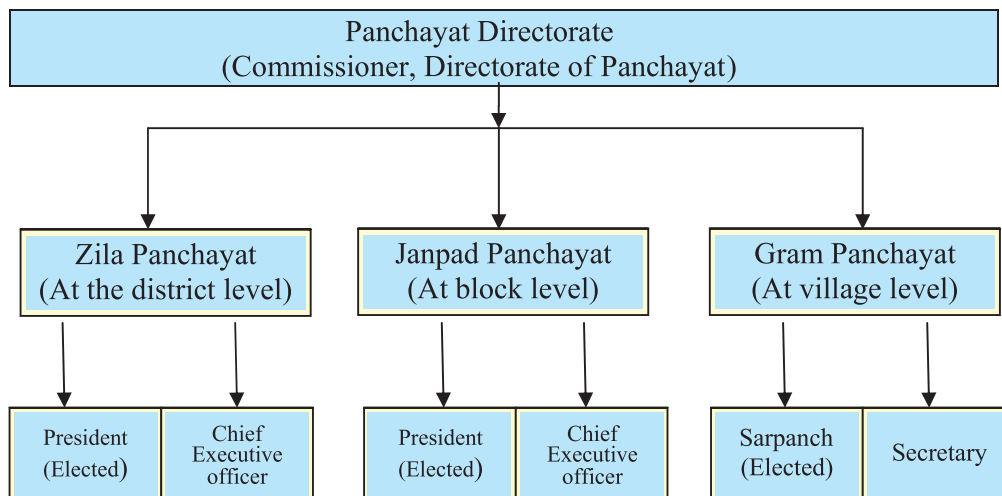 Panchayat Directorate
(Commissioner, Directorate of Panchayat)
Zila Panchayat
(At the district level)
Janpad Panchayat
(At block level)
Gram Panchayat
(At village level)
President
(Elected)
Chief
Executive
officer
President
(Elected)
Chief
Executive
officer
Sarpanch
(Elected)
Secretary